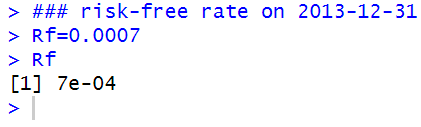 > ### risk-free rate on 2013-12-31
> Rf=0.0007
> Rf
[1] 7e-04
>